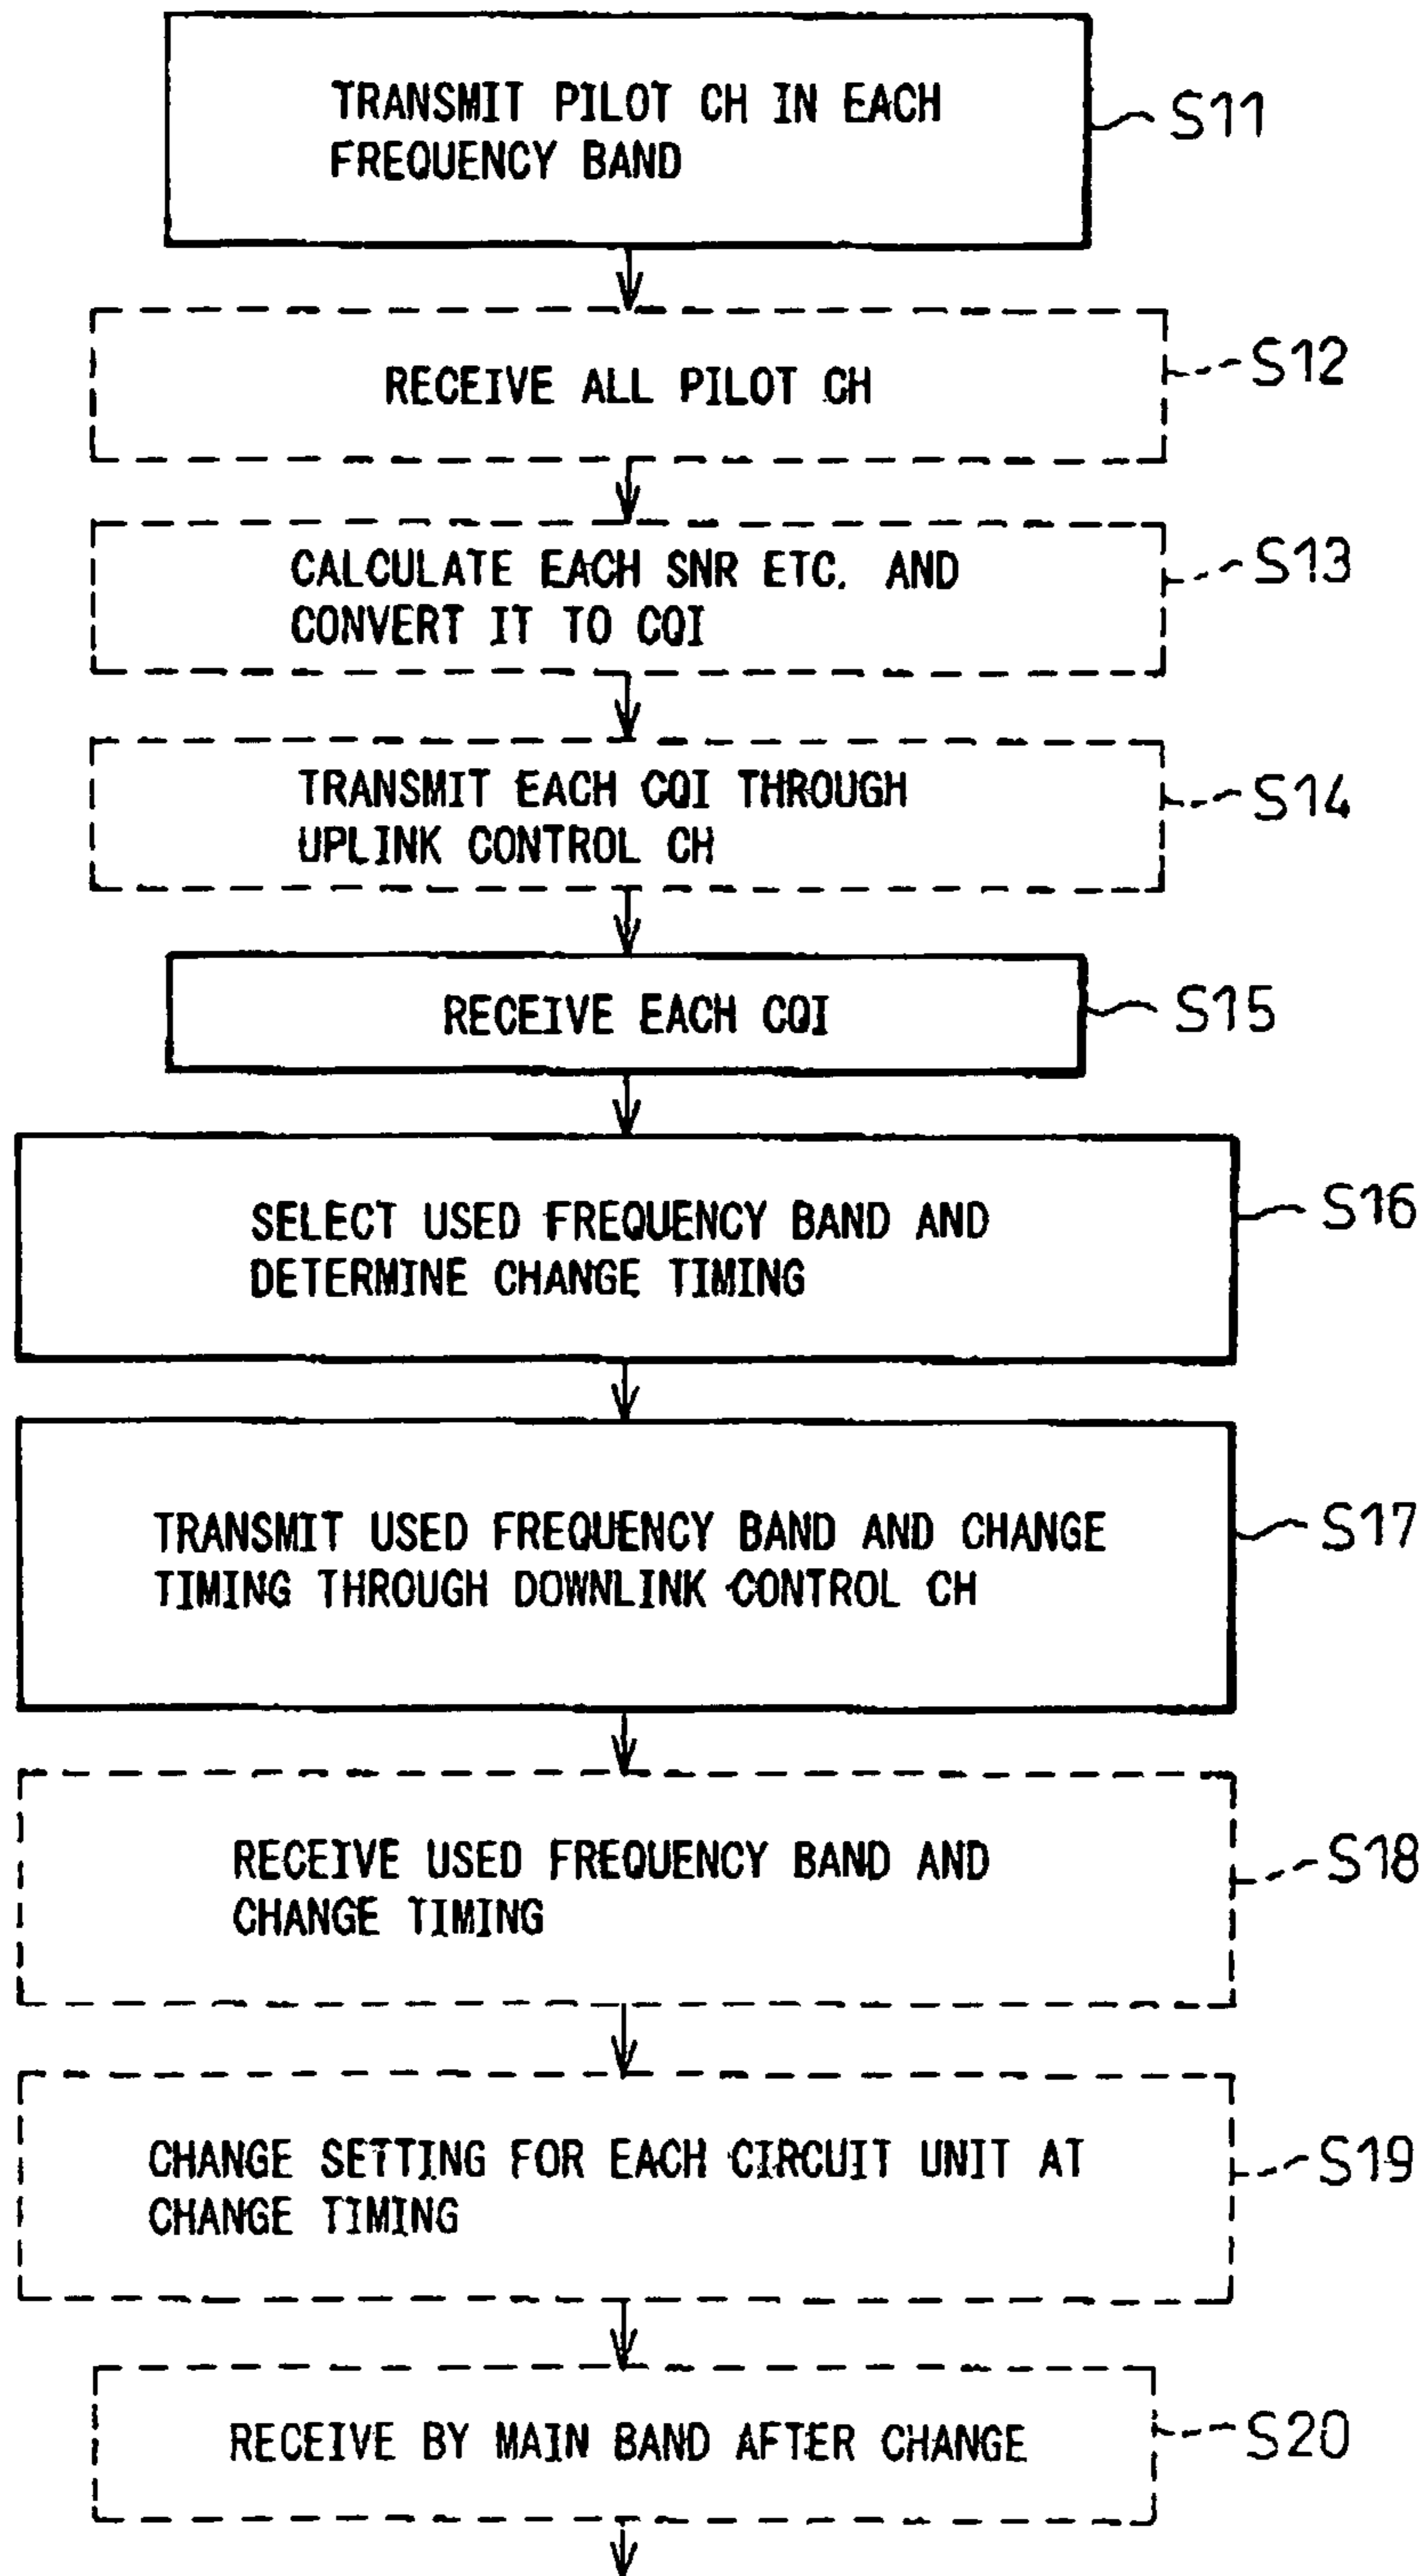 TRANSMIT PILOT CH IN EACH
FREQUENCY BAND
S11
RECEIVE ALL PILOT CH
S12
CALCULATE EACH SNR ETC. AND
CONVERT IT TO CQI
S13
TRANSMIT EACH CQI THROUGH
UPLINK CONTROL CH
S14
RECEIVE EACH CQI
S15
SELECT USED FREQUENCY BAND AND
DETERMINE CHANGE TIMING
S16
TRANSMIT USED FREQUENCY BAND AND CHANGE
TIMING THROUGH DOWNLINK CONTROL CH
S17
RECEIVE USED FREQUENCY BAND AND
CHANGE TIMING
S18
CHANGE SETTING FOR EACH CIRCUIT UNIT AT
CHANGE TIMING
S19
RECEIVE BY MAIN BAND AFTER CHANGE
S20